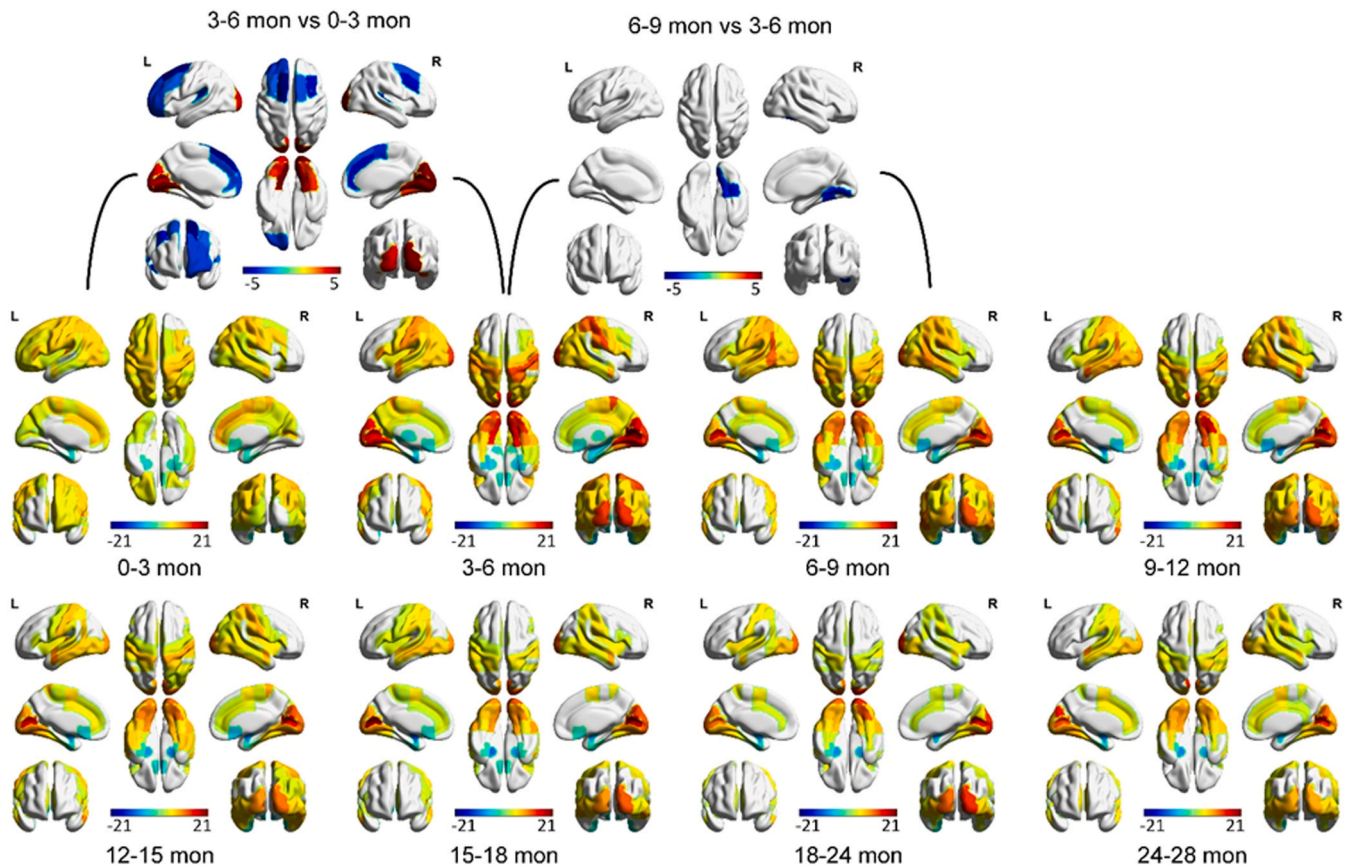 3-6 mon vs 0-3 mon
6-9 mon vs 3-6 mon
L R
L R
-5 5
-5 5
L R
L R
L R
L R
-21 21
-21 21
-21 21
-21 21
0-3 mon
3-6 mon
6-9 mon
9-12 mon
L R
L R
L R
L R
-21 21
-21 21
-21 21
-21 21
12-15 mon
15-18 mon
18-24 mon
24-28 mon